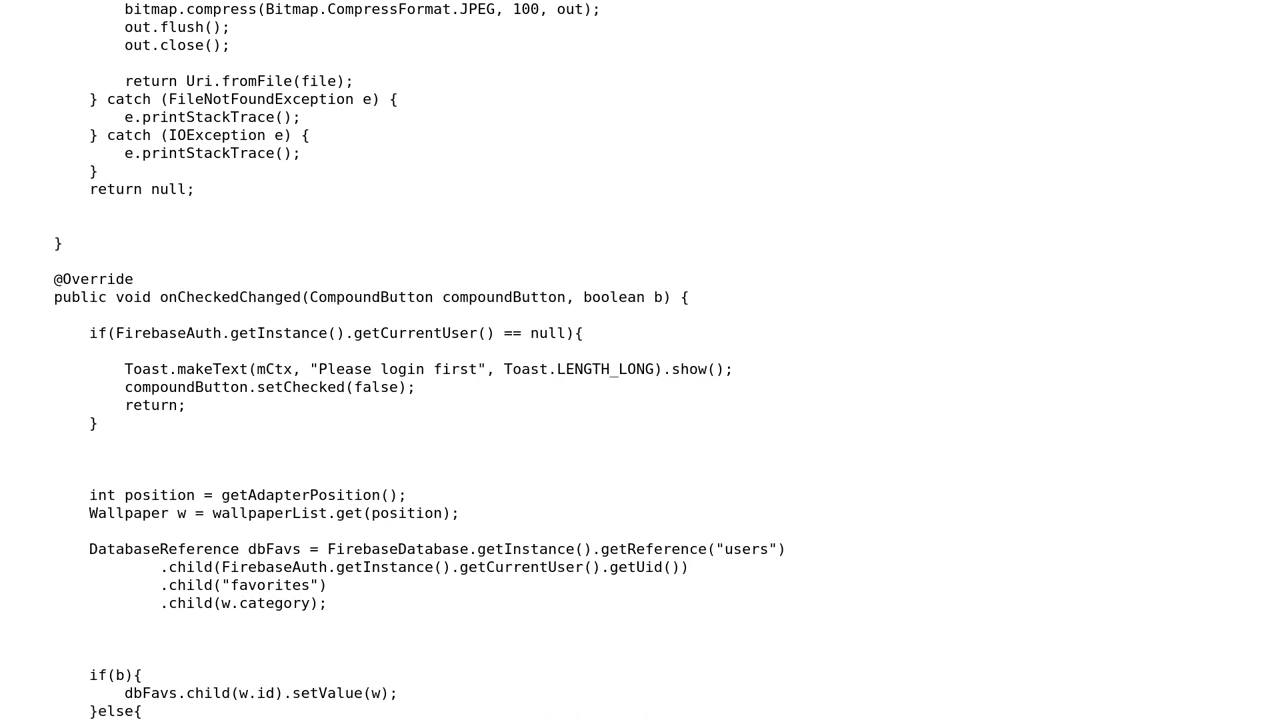 bitmap.compress(Bitmap.CompressFormat.JPEG, 100, out);
out.flush();
out.close();
return Uri.fromFile(file);
} catch (FileNotFoundException e) {
e.printStackTrace();
} catch (IOException e) {
e.printStackTrace();
}
return null;
}
@Override
public void onCheckedChanged(CompoundButton compoundButton, boolean b) {
if(FirebaseAuth.getInstance().getCurrentUser() == null){
Toast.makeText(mCtx, "Please login first", Toast.LENGTH_LONG).show();
compoundButton.setChecked(false);
return;
}
int position = getAdapterPosition();
Wallpaper w = wallpaperList.get(position);
DatabaseReference dbFavs = FirebaseDatabase.getInstance().getReference("users")
.child(FirebaseAuth.getInstance().getCurrentUser().getUid())
.child("favorites")
.child(w.category);
if(b){
dbFavs.child(w.id).setValue(w);
}else{